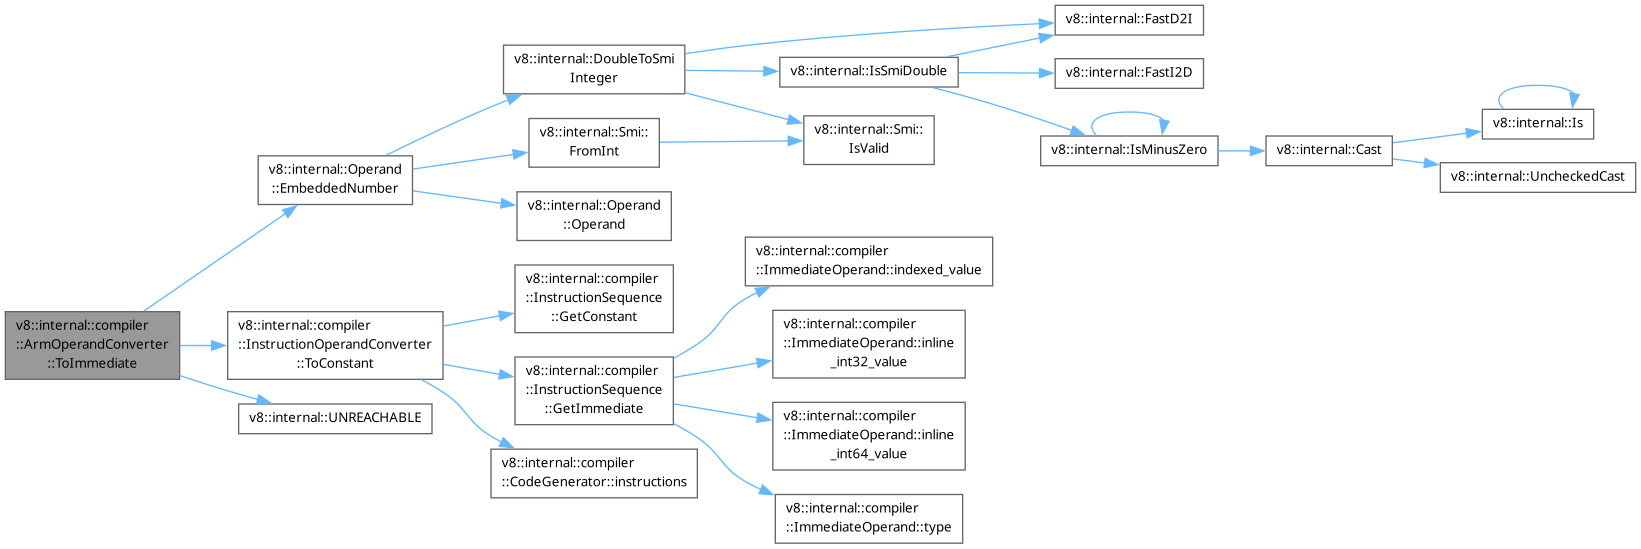 v8::internal::compiler
::ArmOperandConverter
::ToImmediate
v8::internal::Operand
::EmbeddedNumber
v8::internal::DoubleToSmi
Integer
v8::internal::FastD2I
v8::internal::IsSmiDouble
v8::internal::FastI2D
v8::internal::IsMinusZero
v8::internal::Cast
v8::internal::Is
v8::internal::UncheckedCast
v8::internal::Smi::
IsValid
v8::internal::Smi::
FromInt
v8::internal::Operand
::Operand
v8::internal::compiler
::InstructionOperandConverter
::ToConstant
v8::internal::compiler
::InstructionSequence
::GetConstant
v8::internal::compiler
::InstructionSequence
::GetImmediate
v8::internal::compiler
::ImmediateOperand::indexed_value
v8::internal::compiler
::ImmediateOperand::inline
_int32_value
v8::internal::compiler
::ImmediateOperand::inline
_int64_value
v8::internal::compiler
::ImmediateOperand::type
v8::internal::compiler
::CodeGenerator::instructions
v8::internal::UNREACHABLE